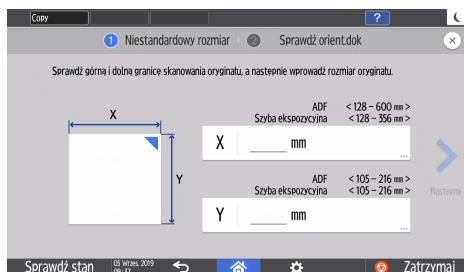 Copy
?
1 Niestandardowy rozmiar 2 Sprawdź orient.dok
Sprawdź górną i dolną granicę skanowania oryginału, a następnie wprowadź rozmiar oryginału.
ADF < 128 – 600 mm >
Szyba ekspozycyjna < 128 – 356 mm >
X
X mm
...
Y
ADF < 105 – 216 mm >
Szyba ekspozycyjna < 105 – 216 mm >
Następny
Y mm
...
Sprawdź stan
05 Wrzes. 2019
09:37
Zatrzymaj